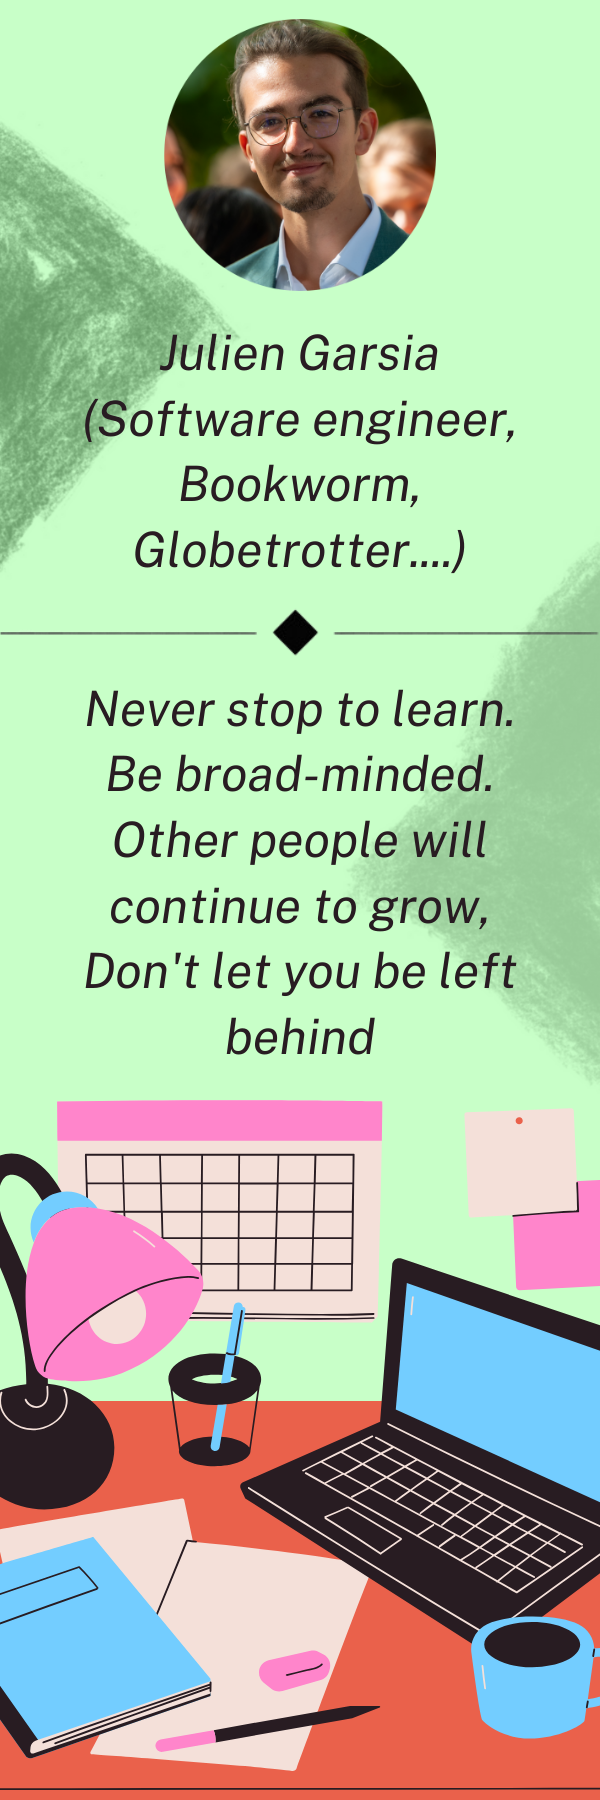 Julien Garsia
(Software engineer,
Bookworm,
Globetrotter....)
Never stop to learn.
Be broad-minded.
Other people will
continue to grow,
Don't let you be left
behind